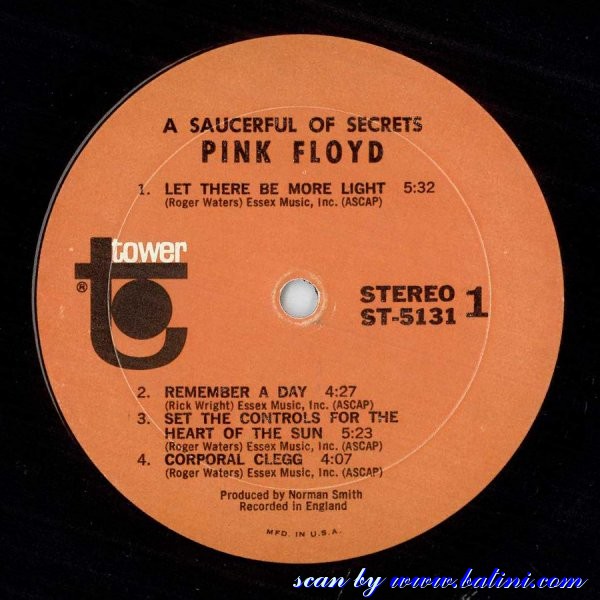 A SAUCERFUL OF SECRETS
PINK FLOYD
1. LET THERE BE MORE LIGHT 5:32
(Roger Waters) Essex Music, Inc. (ASCAP)
tower
®
STEREO 1
ST-5131
2. REMEMBER A DAY 4:27
(Rick Wright) Essex Music, Inc. (ASCAP)
3. SET THE CONTROLS FOR THE
HEART OF THE SUN 5:23
(Roger Waters) Essex Music, Inc. (ASCAP)
4. CORPORAL CLEGG 4:07
(Roger Waters) Essex Music, Inc. (ASCAP)
Produced by Norman Smith
Recorded in England
MFD. IN U.S.A.
scan by www.batini.com